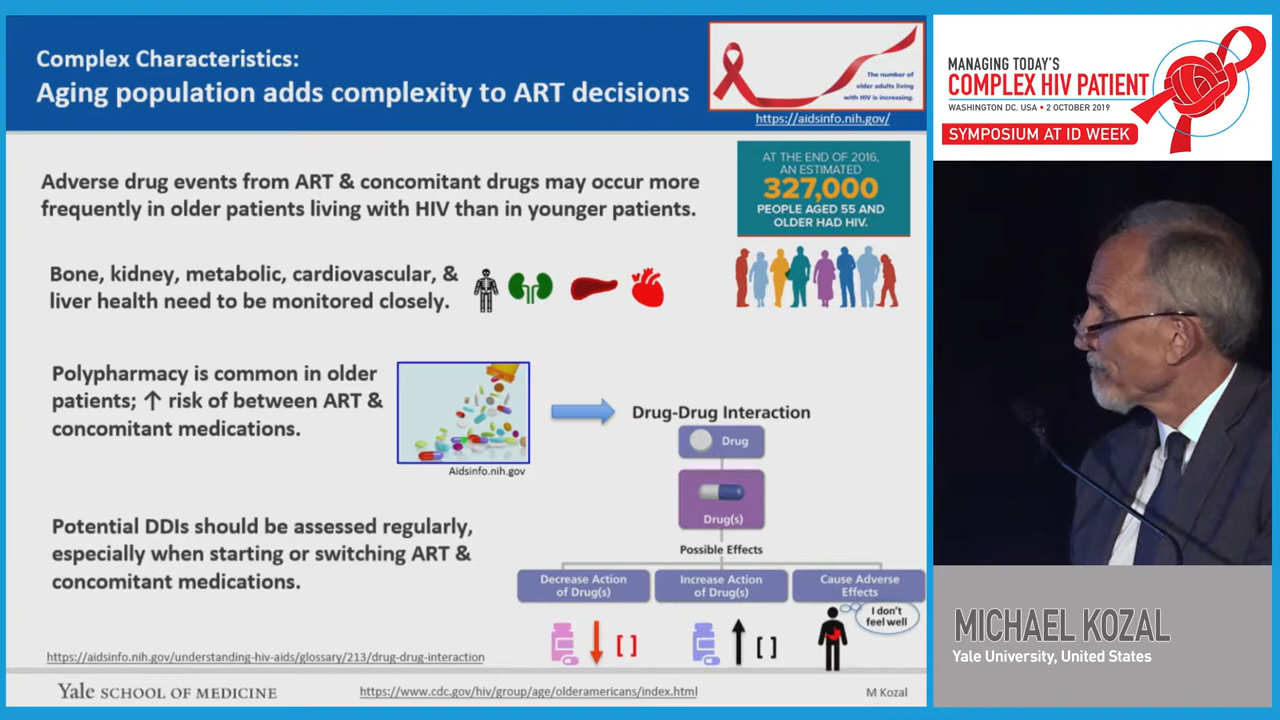 Complex Characteristics:
Aging population adds complexity to ART decisions
The number of
older adults living
with HIV is increasing.
https://aidsinfo.nih.gov/
Adverse drug events from ART & concomitant drugs may occur more
frequently in older patients living with HIV than in younger patients.
AT THE END OF 2016,
AN ESTIMATED
327,000
PEOPLE AGED 55 AND
OLDER HAD HIV.
Bone, kidney, metabolic, cardiovascular, &
liver health need to be monitored closely.
Polypharmacy is common in older
patients; ↑ risk of between ART &
concomitant medications.
Aidsinfo.nih.gov
Drug-Drug Interaction
Drug
Drug(s)
Possible Effects
Decrease Action
of Drug(s)
Increase Action
of Drug(s)
Cause Adverse
Effects
I don't
feel well
[ ]
[ ]
Potential DDIs should be assessed regularly,
especially when starting or switching ART &
concomitant medications.
https://aidsinfo.nih.gov/understanding-hiv-aids/glossary/213/drug-drug-interaction
Yale SCHOOL OF MEDICINE
https://www.cdc.gov/hiv/group/age/olderamericans/index.html
M Kozal
MANAGING TODAY'S
COMPLEX HIV PATIENT
WASHINGTON DC, USA • 2 OCTOBER 2019
SYMPOSIUM AT ID WEEK
MICHAEL KOZAL
Yale University, United States